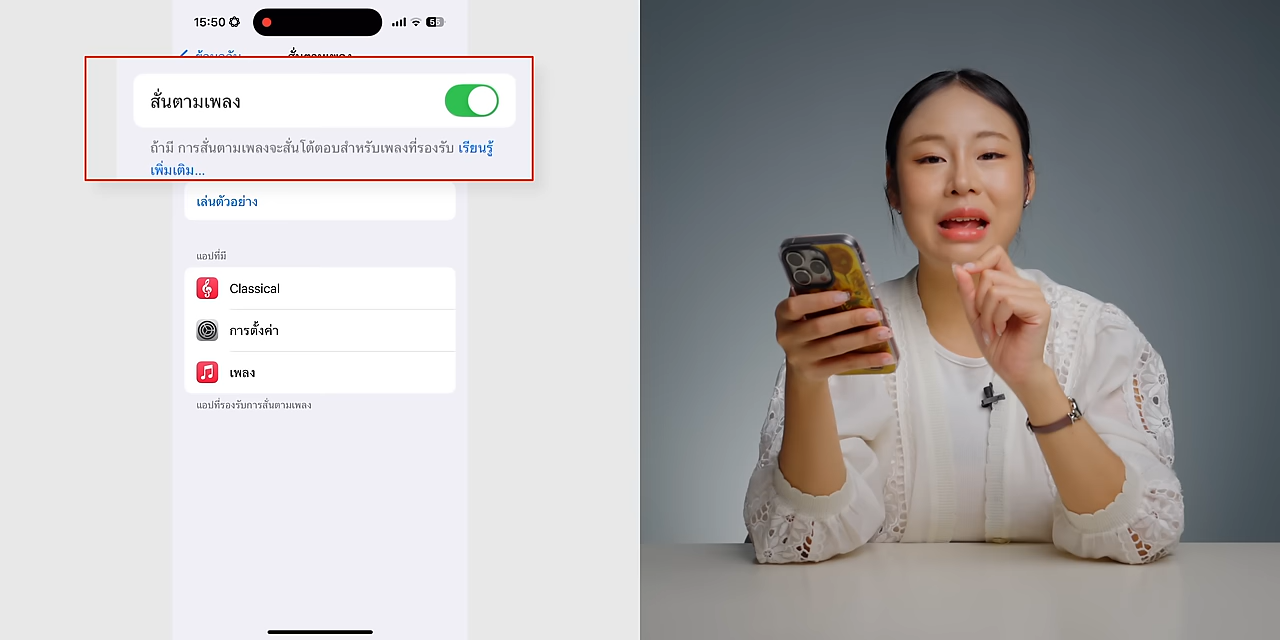 15:50
55
สั่นตามเพลง
ถ้ามี การสั่นตามเพลงจะสั่นโต้ตอบสำหรับเพลงที่รองรับ เรียนรู้
เพิ่มเติม...
เล่นตัวอย่าง
แอปที่มี
Classical
การตั้งค่า
เพลง
แอปที่รองรับการสั่นตามเพลง